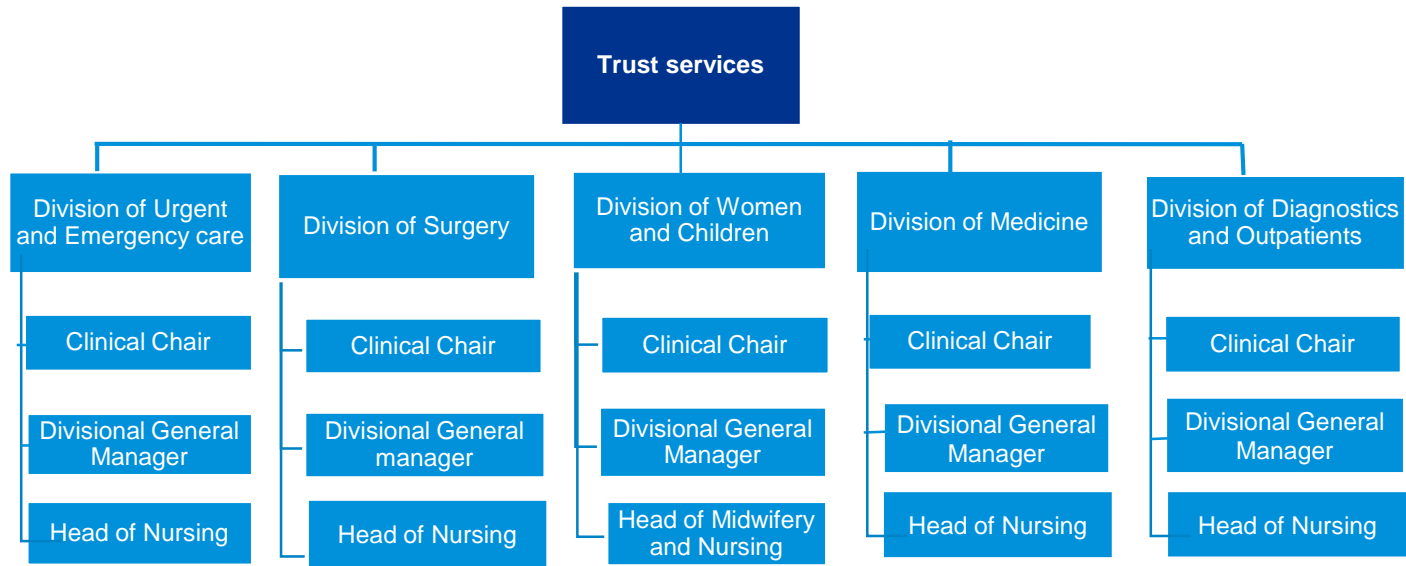 Trust services
Division of Urgent
and Emergency care
Division of Surgery
Division of Women
and Children
Division of Medicine
Division of Diagnostics
and Outpatients
Clinical Chair
Clinical Chair
Clinical Chair
Clinical Chair
Clinical Chair
Divisional General
Manager
Divisional General
manager
Divisional General
Manager
Divisional General
Manager
Divisional General
Manager
Head of Nursing
Head of Nursing
Head of Midwifery
and Nursing
Head of Nursing
Head of Nursing